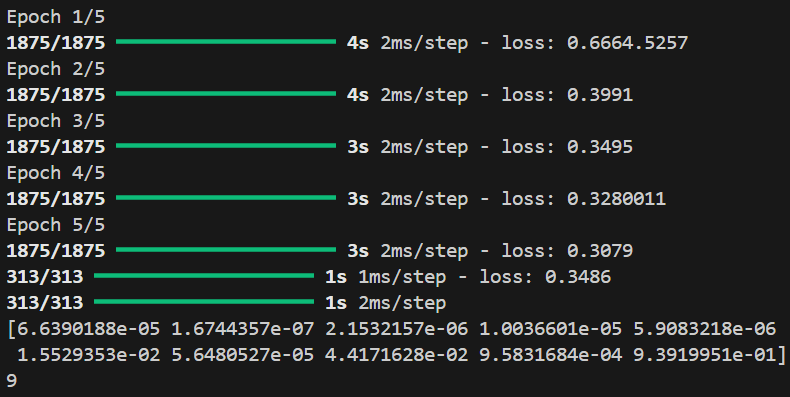 Epoch 1/5
1875/1875 ━━━━━━━━━━━━━━━━━━━━ 4s 2ms/step - loss: 0.6664.5257
Epoch 2/5
1875/1875 ━━━━━━━━━━━━━━━━━━━━ 4s 2ms/step - loss: 0.3991
Epoch 3/5
1875/1875 ━━━━━━━━━━━━━━━━━━━━ 3s 2ms/step - loss: 0.3495
Epoch 4/5
1875/1875 ━━━━━━━━━━━━━━━━━━━━ 3s 2ms/step - loss: 0.3280011
Epoch 5/5
1875/1875 ━━━━━━━━━━━━━━━━━━━━ 3s 2ms/step - loss: 0.3079
313/313 ━━━━━━━━━━━━━━━━━━━━ 1s 1ms/step - loss: 0.3486
313/313 ━━━━━━━━━━━━━━━━━━━━ 1s 2ms/step
[6.6390188e-05 1.6744357e-07 2.1532157e-06 1.0036601e-05 5.9083218e-06
1.5529353e-02 5.6480527e-05 4.4171628e-02 9.5831684e-04 9.3919951e-01]
9